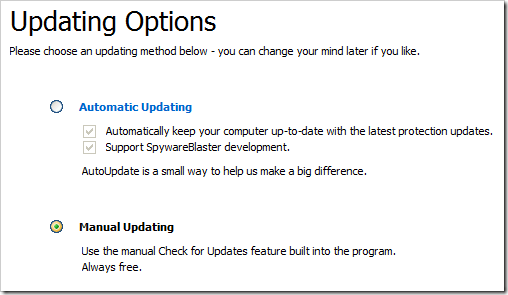 Updating Options
Please choose an updating method below - you can change your mind later if you like.
Automatic Updating
Automatically keep your computer up-to-date with the latest protection updates.
Support SpywareBlaster development.
AutoUpdate is a small way to help us make a big difference.
Manual Updating
Use the manual Check for Updates feature built into the program.
Always free.